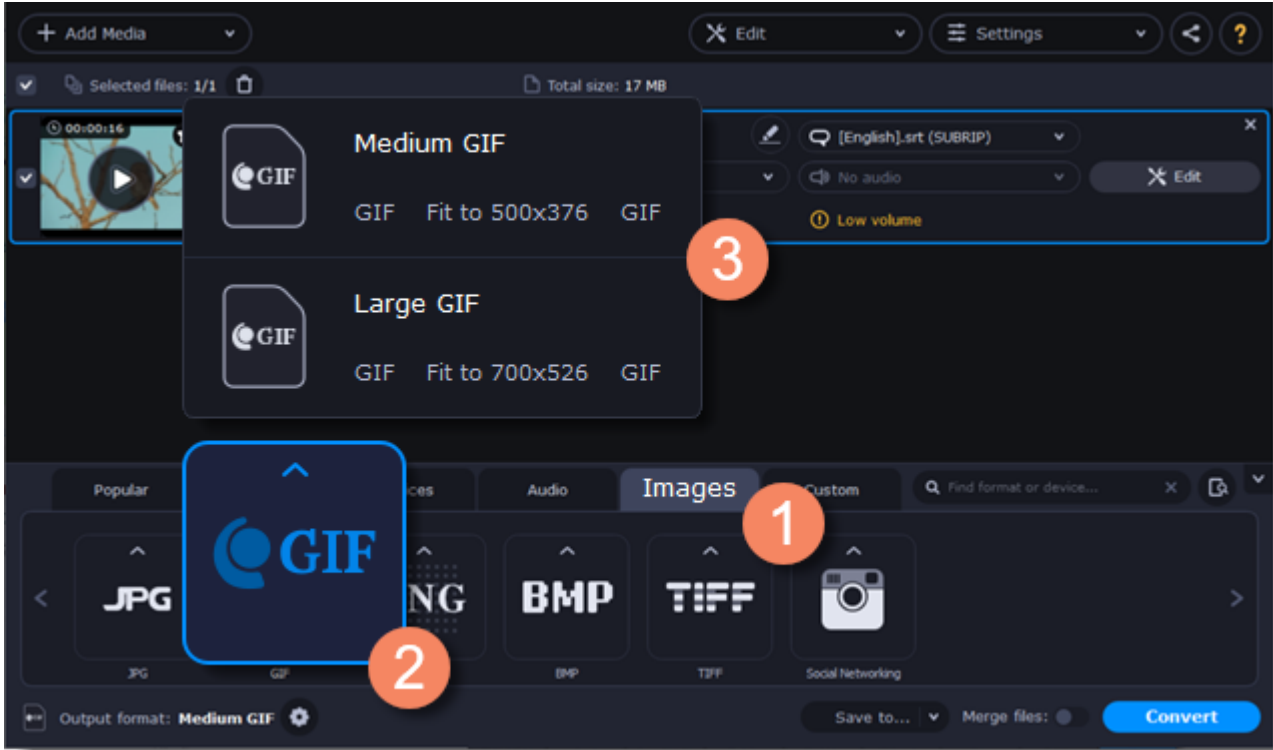 + Add Media
Edit
Settings
?
Selected files: 1/1
Total size: 17 MB
00:00:16
Medium GIF
GIF
GIF Fit to 500x376 GIF
[English].srt (SUBRIP)
No audio
Edit
Low volume
3
Large GIF
GIF
GIF Fit to 700x526 GIF
Popular
Audio
Images
Custom
Find format or device...
1
JPG
GIF
NG
BMP
TIFF
2
JPG
GIF
BMP
TIFF
Social Networking
Output format: Medium GIF
Save to...
Merge files:
Convert